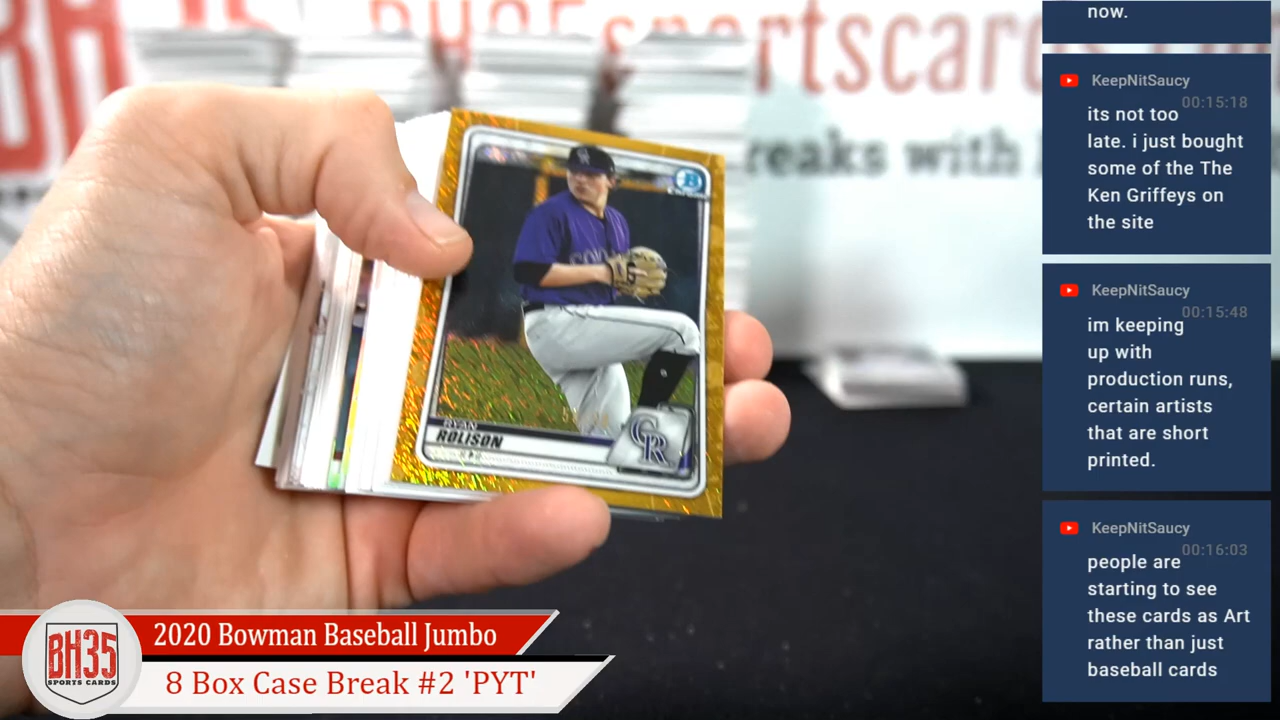 BH35sportscards.com
reaks with
B
RYAN
ROLISON
CR
now.
KeepNitSaucy
00:15:18
its not too
late. i just bought
some of the The
Ken Griffeys on
the site
KeepNitSaucy
00:15:48
im keeping
up with
production runs,
certain artists
that are short
printed.
KeepNitSaucy
00:16:03
people are
starting to see
these cards as Art
rather than just
baseball cards
BH35
SPORTS CARDS
2020 Bowman Baseball Jumbo
8 Box Case Break #2 'PYT'